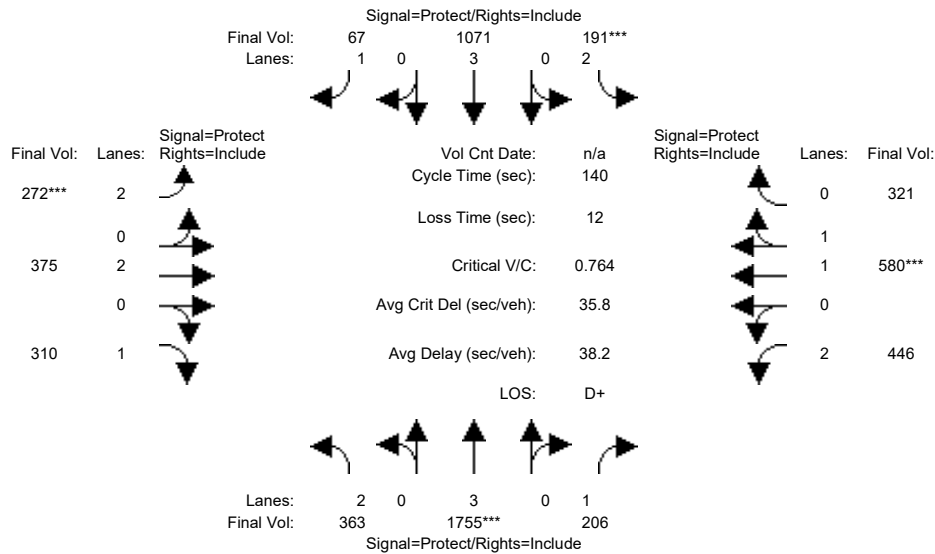 Signal=Protect/Rights=Include
Final Vol: 67 1071 191***
Lanes: 1 0 3 0 2
Signal=Protect Signal=Protect
Final Vol: Lanes: Rights=Include Vol Cnt Date: n/a Rights=Include Lanes: Final Vol:
Cycle Time (sec): 140
272*** 2 0 321
Loss Time (sec): 12
0 1
375 2 Critical V/C: 0.764 1 580***
0 Avg Crit Del (sec/veh): 35.8 0
310 1 Avg Delay (sec/veh): 38.2 2 446
LOS: D+
Lanes: 2 0 3 0 1
Final Vol: 363 1755*** 206
Signal=Protect/Rights=Include